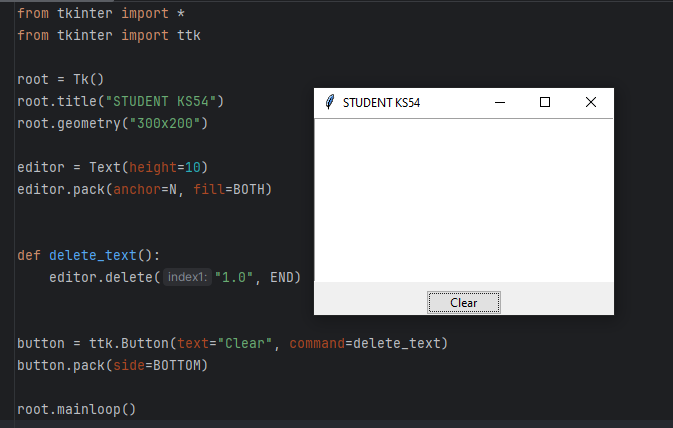 from tkinter import *
from tkinter import ttk
root = Tk()
root.title("STUDENT KS54")
root.geometry("300x200")
editor = Text(height=10)
editor.pack(anchor=N, fill=BOTH)
def delete_text():
editor.delete( index1: "1.0", END)
button = ttk.Button(text="Clear", command=delete_text)
button.pack(side=BOTTOM)
root.mainloop()
STUDENT KS54
Clear